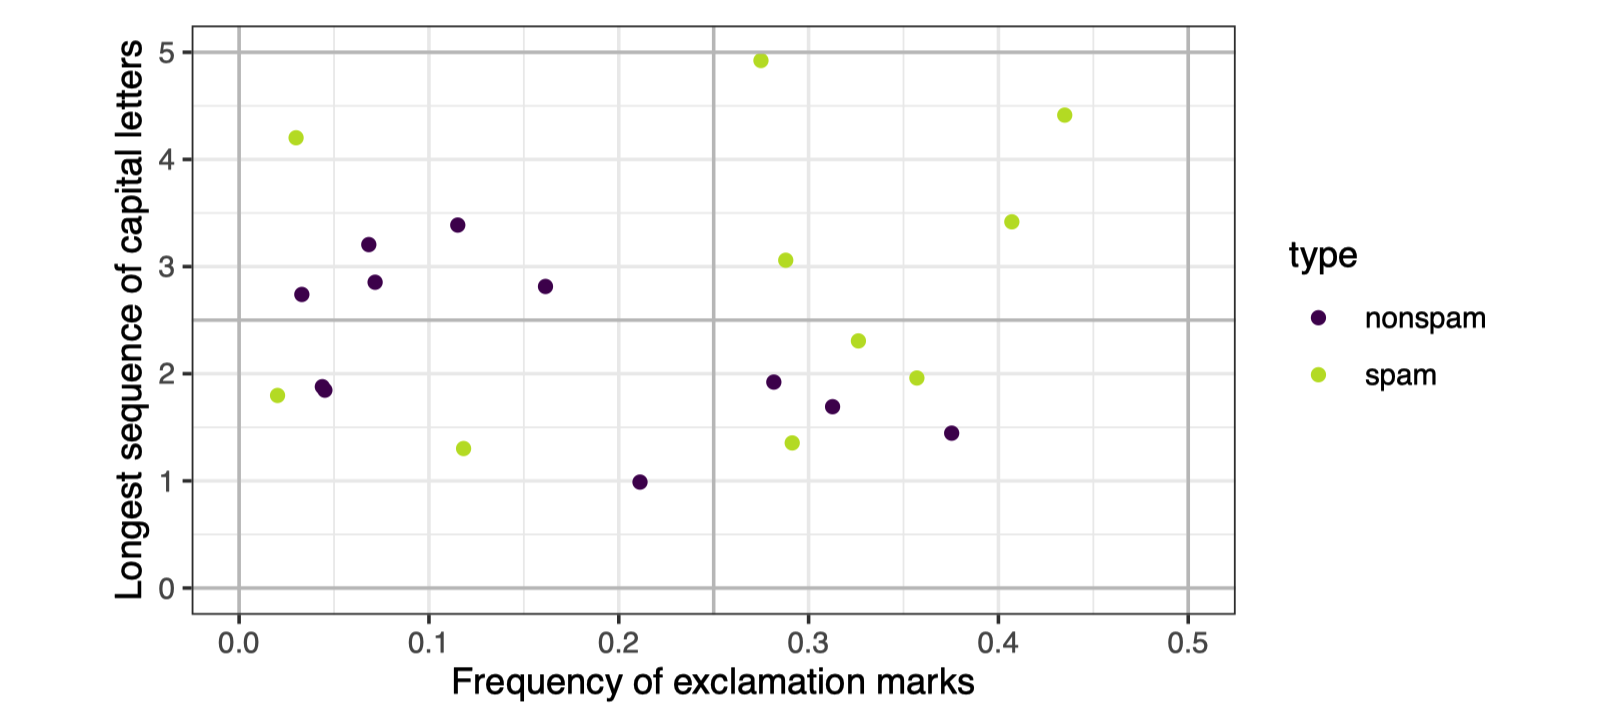 Longest sequence of capital letters
5
4
3
2
1
0
0.0 0.1 0.2 0.3 0.4 0.5
Frequency of exclamation marks
type
nonspam
spam